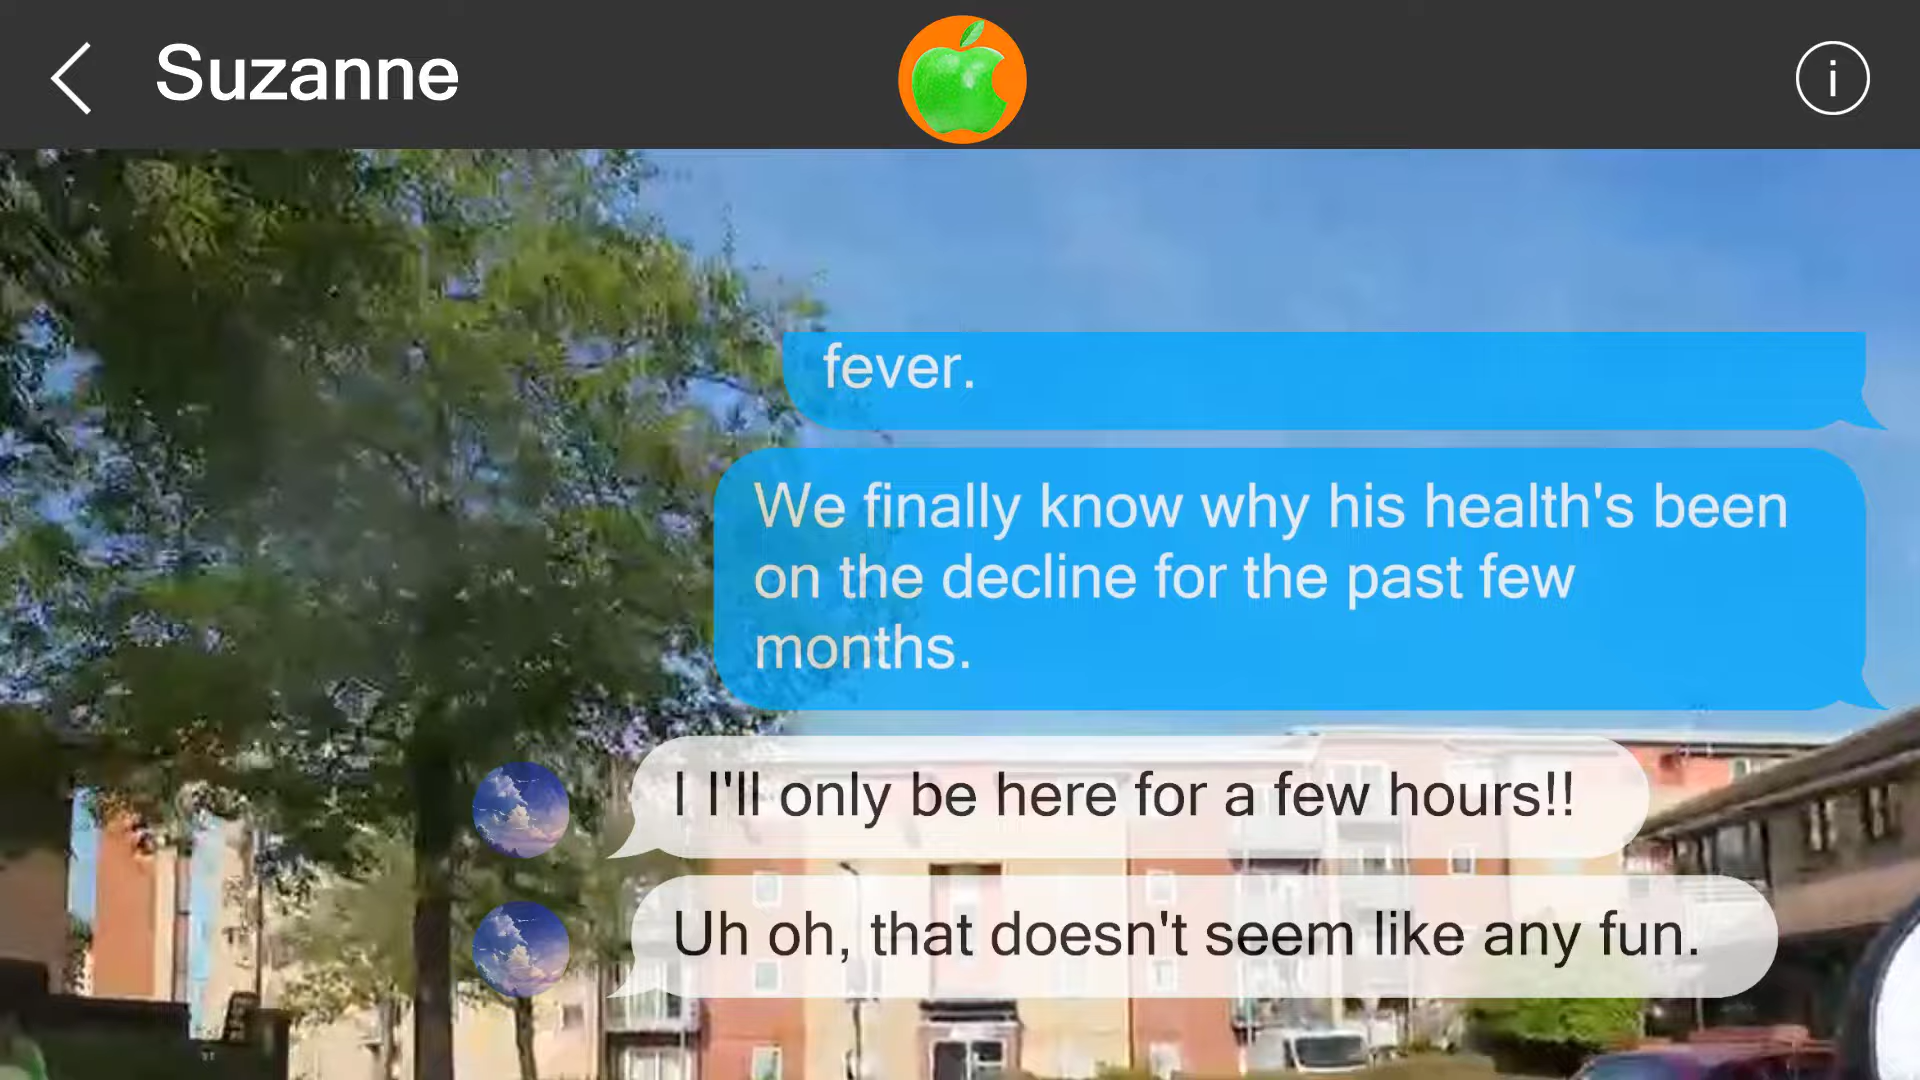 Suzanne
i
fever.
We finally know why his health's been
on the decline for the past few
months.
I I'll only be here for a few hours!!
Uh oh, that doesn't seem like any fun.